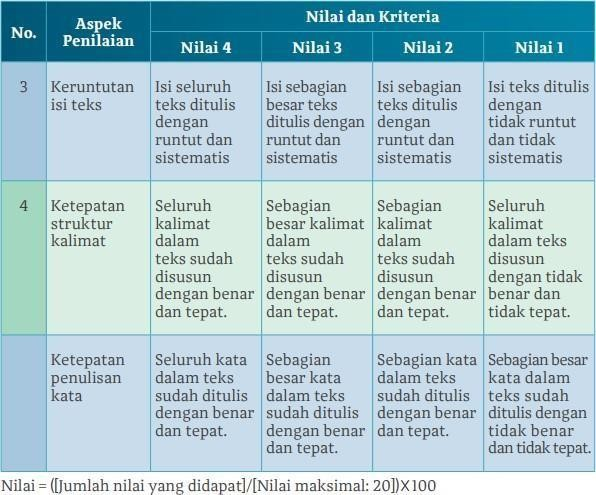 No.
Aspek
Penilaian
Nilai dan Kriteria
Nilai 4
Nilai 3
Nilai 2
Nilai 1
3
Keruntutan
isi teks
Isi seluruh
teks ditulis
dengan
runtut dan
sistematis
Isi sebagian
besar teks
ditulis dengan
runtut dan
sistematis
Isi sebagian
teks ditulis
dengan
runtut dan
sistematis
Isi teks ditulis
dengan
tidak runtut
dan tidak
sistematis
4
Ketepatan
struktur
kalimat
Seluruh
kalimat
dalam
teks sudah
disusun
dengan benar
dan tepat.
Sebagian
besar kalimat
dalam
teks sudah
disusun
dengan benar
dan tepat.
Sebagian
kalimat
dalam
teks sudah
disusun
dengan benar
dan tepat.
Seluruh
kalimat
dalam teks
disusun
dengan tidak
benar dan
tidak tepat.
Ketepatan
penulisan
kata
Seluruh kata
dalam teks
sudah ditulis
dengan benar
dan tepat.
Sebagian
besar kata
dalam teks
sudah ditulis
dengan benar
dan tepat.
Sebagian kata
dalam teks
sudah ditulis
dengan benar
dan tepat.
Sebagian besar
kata dalam
teks sudah
ditulis dengan
tidak benar
dan tidak tepat.
Nilai = ([Jumlah nilai yang didapat]/[Nilai maksimal: 20])X100